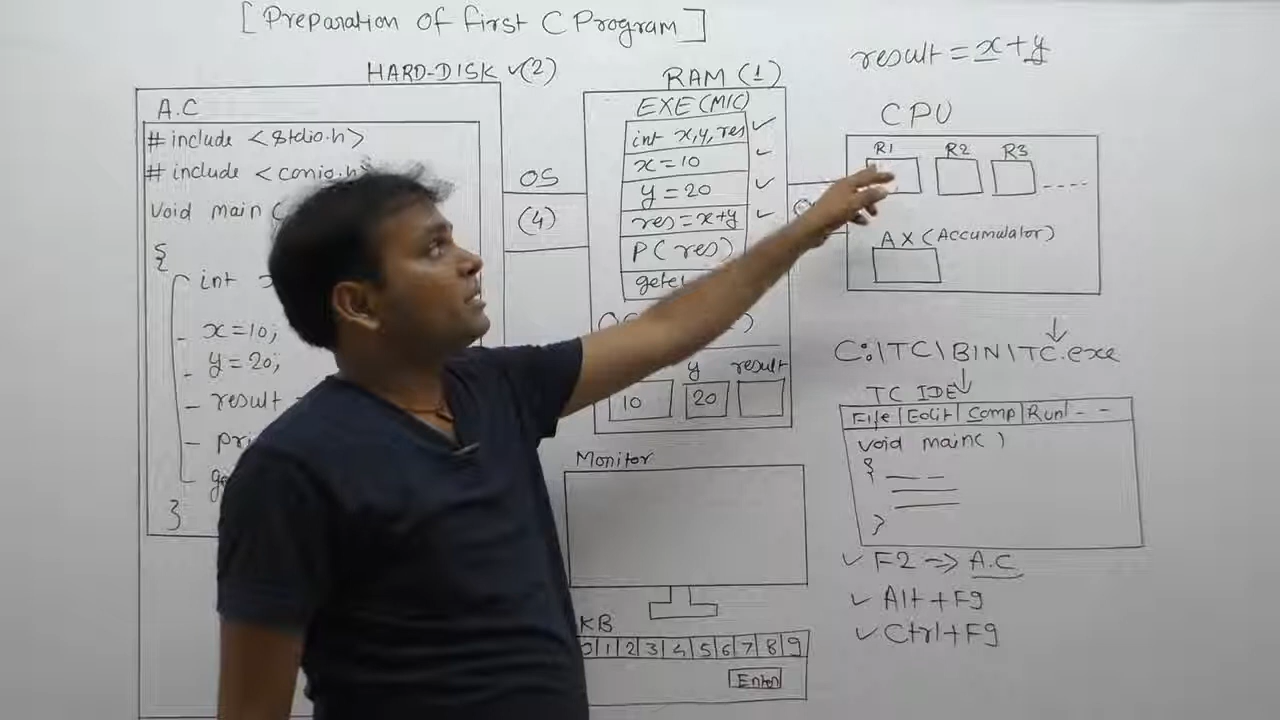 [Preparation of First C Program]
HARD-DISK ✓(2)
A.C
# include <stdio.h>
# include <conio.h>
Void main (
{
int
x=10;
y=20;
result
}
OS
(4)
RAM (1)
EXE (MIC)
int x,y,res ✓
x=10 ✓
y=20 ✓
res=x+y ✓
P(res)
y result
10 20
Monitor
KB
0 1 2 3 4 5 6 7 8 9
Enter
result = x+y
CPU
R1 R2 R3 ----
AX (Accumulator)
C:\TC\BIN\TC.exe
TC IDE
File|Edit|Comp|Run|- -
void main()
{
}
✓ F2 => A.C
✓ Alt+F9
✓ Ctrl+F9